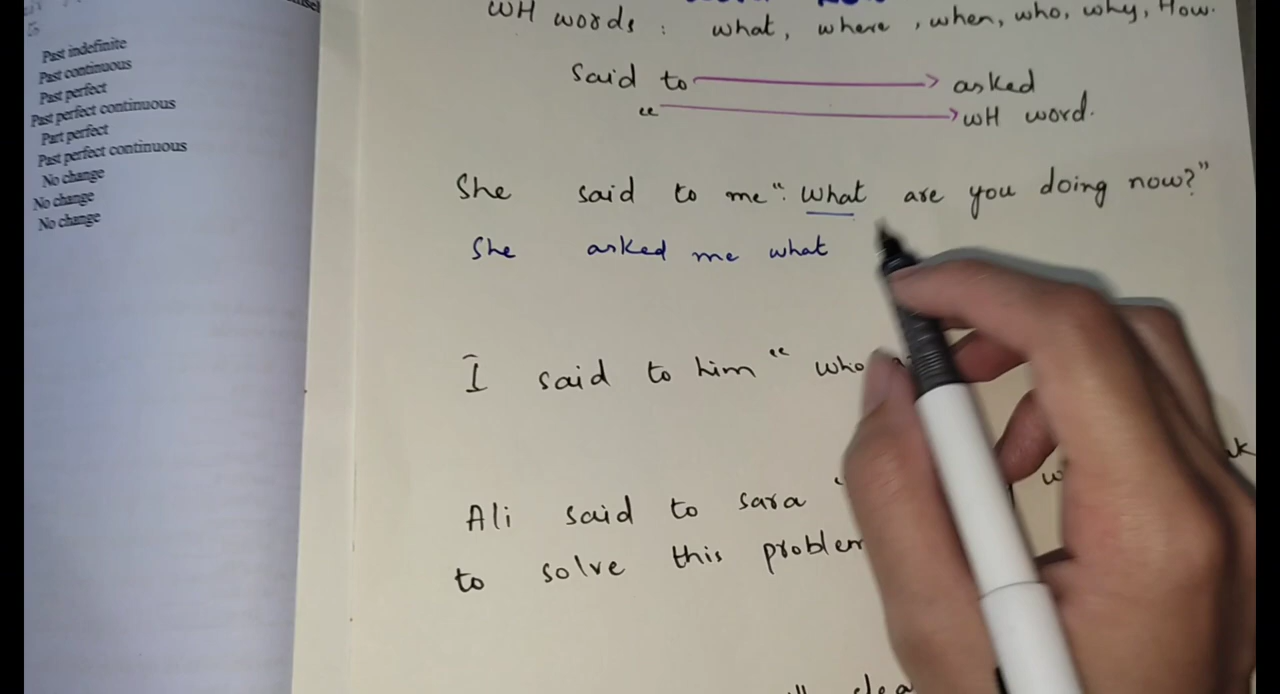 Past indefinite
Past continuous
Past perfect
Past perfect continuous
Part perfect
Past perfect continuous
No change
No change
No change
WH words : what, where, when, who, why, How.
Said to asked
“ WH word.
She said to me “. What are you doing now?”
She asked me what
I said to him “ who
Ali said to sara
to solve this problem